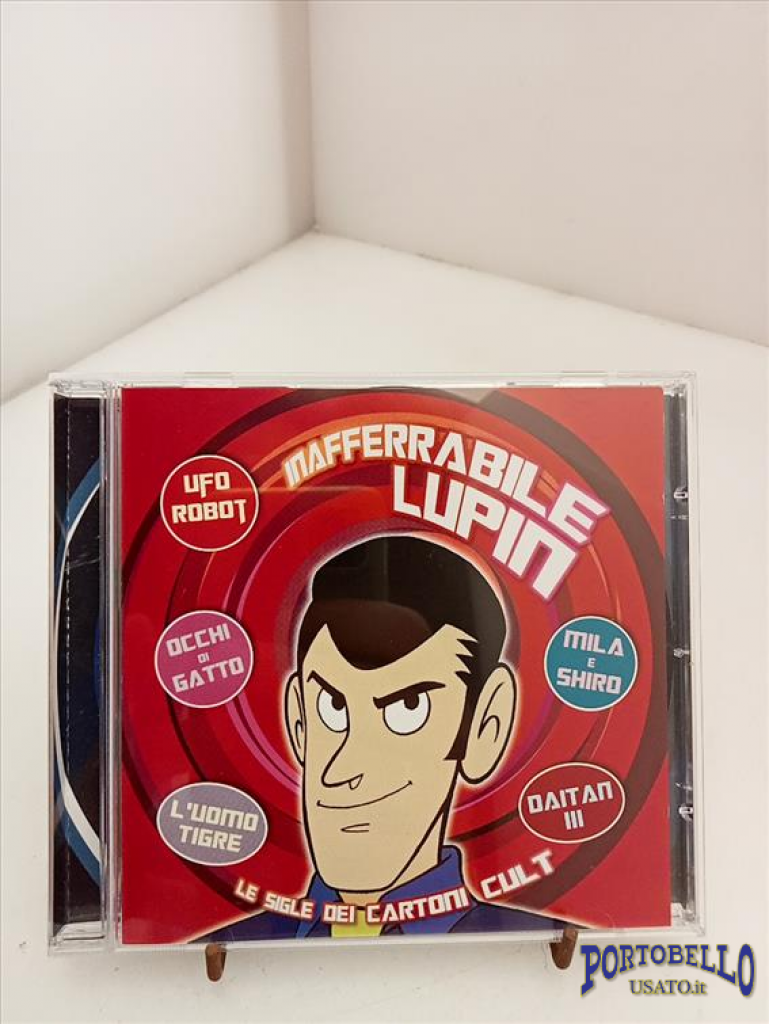 INAFFERRABILE
LUPIN
UFO
ROBOT
OCCHI
DI
GATTO
MILA
E
SHIRO
L'UOMO
TIGRE
DAITAN
III
LE SIGLE DEI CARTONI CULT
PORTOBELLO
USATO.it